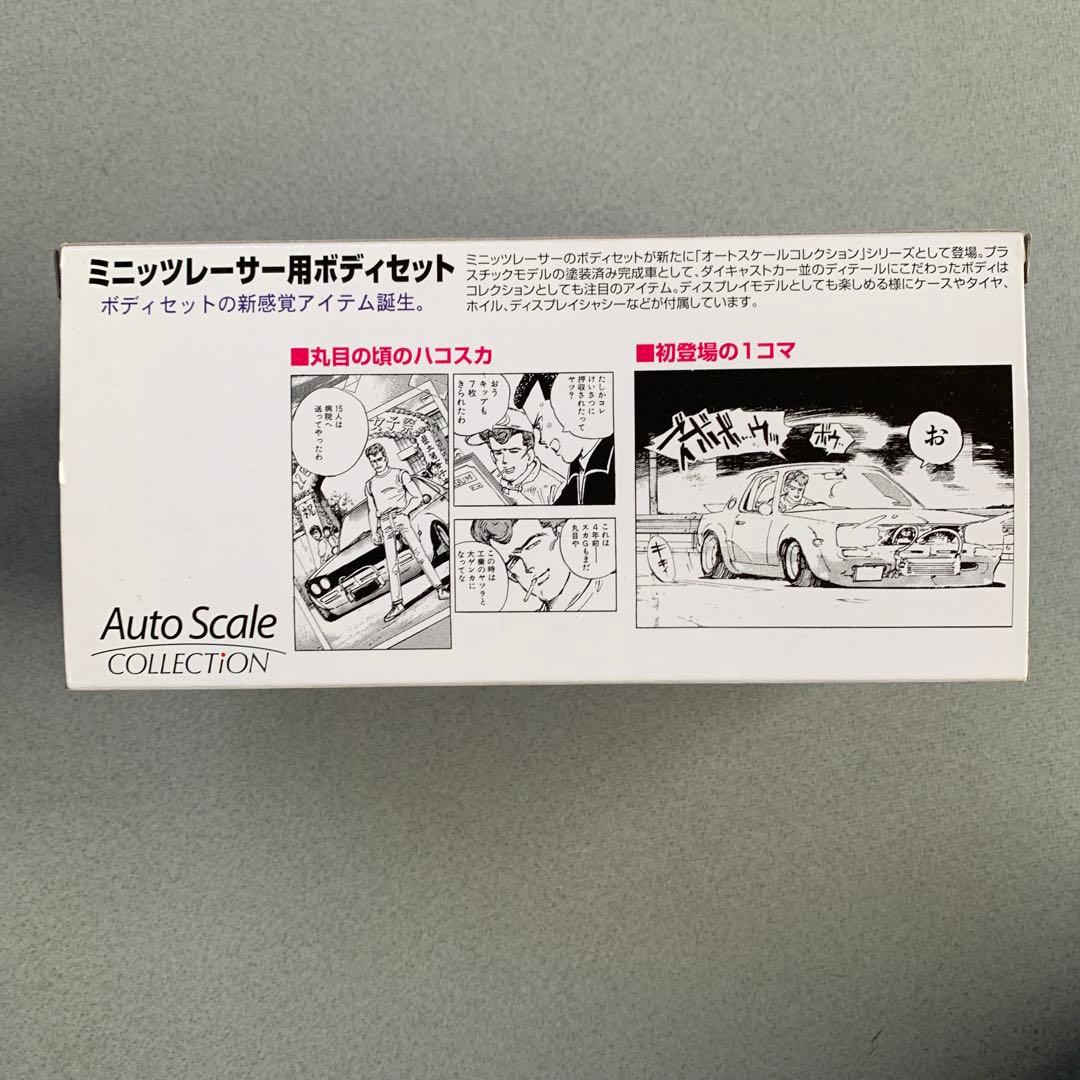 ミニッツレーサー用ボディセット
ボディセットの新感覚アイテム誕生。
ミニッツレーサーのボディセットが新たに「オートスケールコレクション」シリーズとして登場。プラ
スチックモデルの塗装済み完成車として、ダイキャストカー並のディテールにこだわったボディは
コレクションとしても注目のアイテム。ディスプレイモデルとしても楽しめる様にケースやタイヤ、
ホイル、ディスプレイシャシーなどが付属しています。
■丸目の頃のハコスカ
15人は
病院へ
送ってやったわ
女子祭
祝
たしかコレ
けいさつに
押収されたって
ヤツ?
おう
キップも
7枚
きられたわ
これは
4年前
スカGもまだ
丸目や
この時は
工業のヤツラと
大ゲンカに
なってな
■初登場の1コマ
ボゥ
お
キキィ
Auto Scale
COLLECTiON